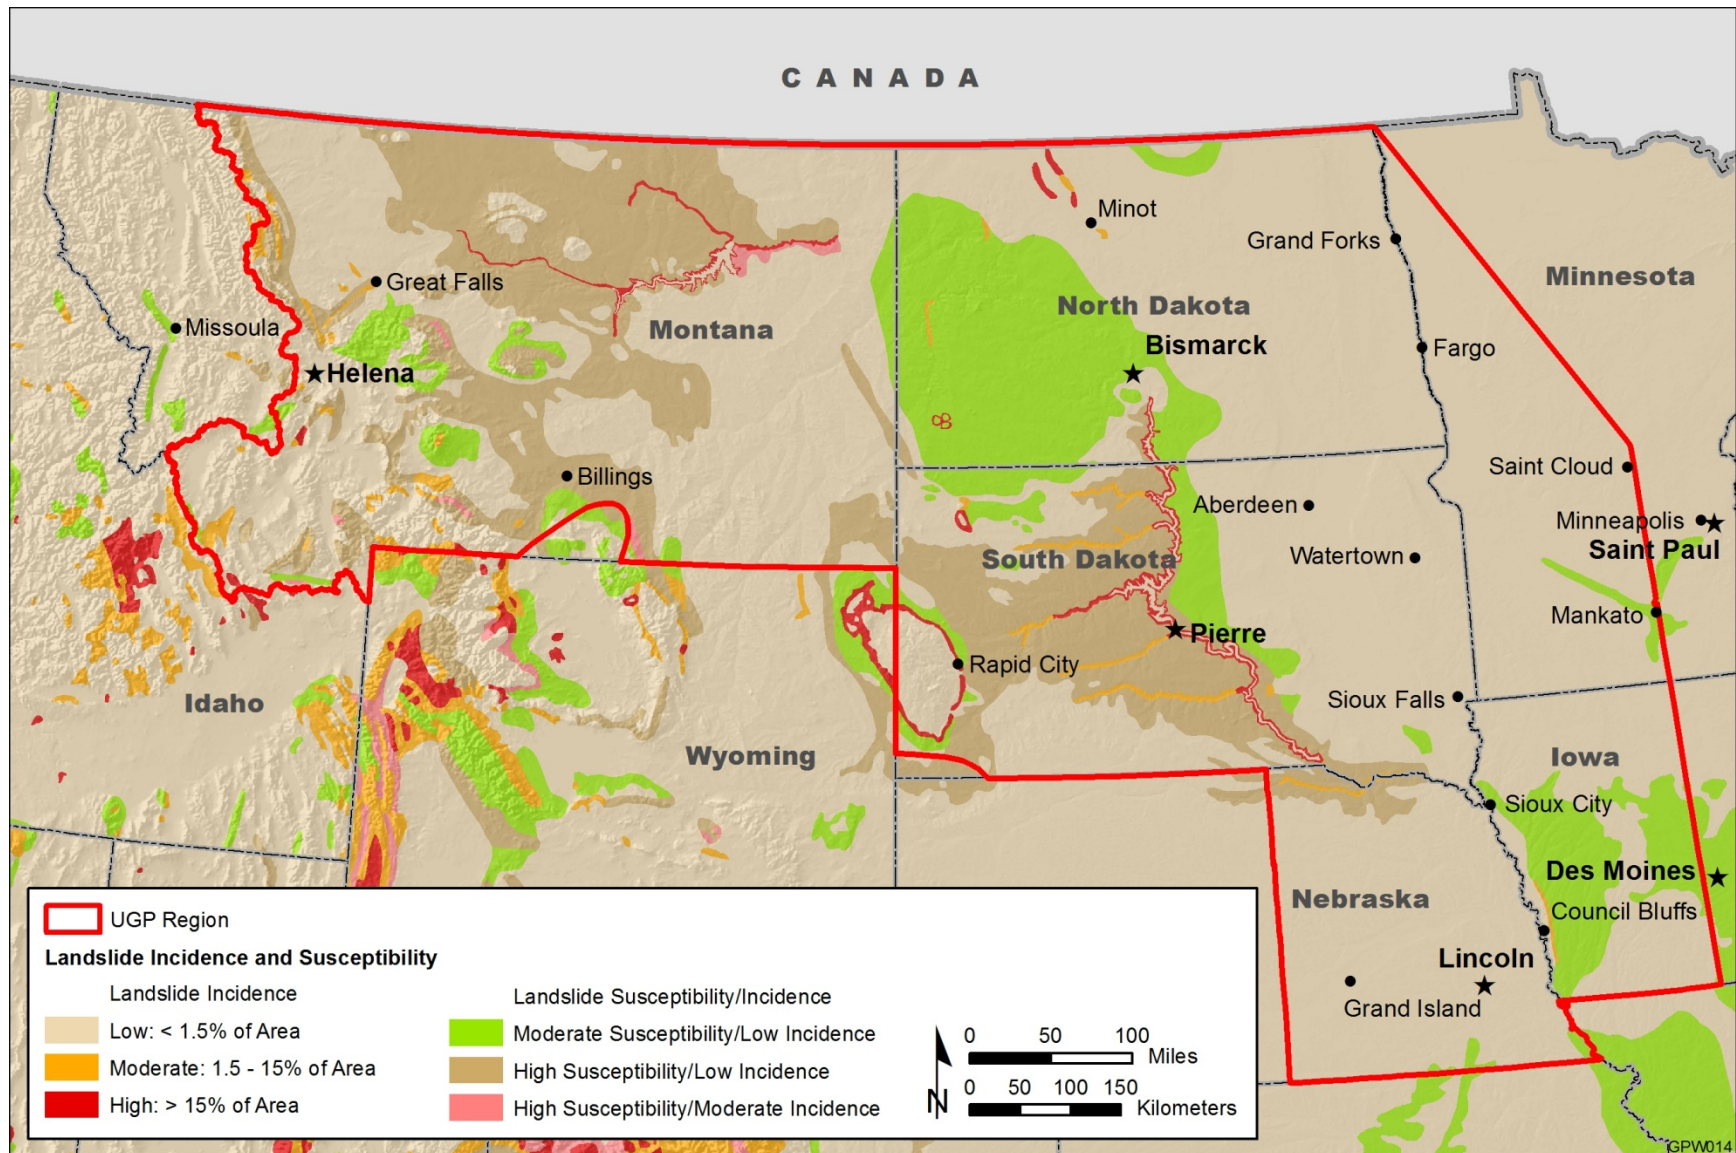 CANADA
Minot
Grand Forks
Minnesota
Great Falls
North Dakota
Missoula
Montana
Bismarck
Fargo
Helena
Billings
Saint Cloud
Aberdeen
Minneapolis
Saint Paul
South Dakota
Watertown
Mankato
Pierre
Rapid City
Idaho
Sioux Falls
Wyoming
Iowa
Sioux City
Des Moines
Nebraska
Council Bluffs
Lincoln
Grand Island
UGP Region
Landslide Incidence and Susceptibility
Landslide Incidence
Low: < 1.5% of Area
Moderate: 1.5 - 15% of Area
High: > 15% of Area
Landslide Susceptibility/Incidence
Moderate Susceptibility/Low Incidence
High Susceptibility/Low Incidence
High Susceptibility/Moderate Incidence
N
0 50 100
Miles
0 50 100 150
Kilometers
GPW014